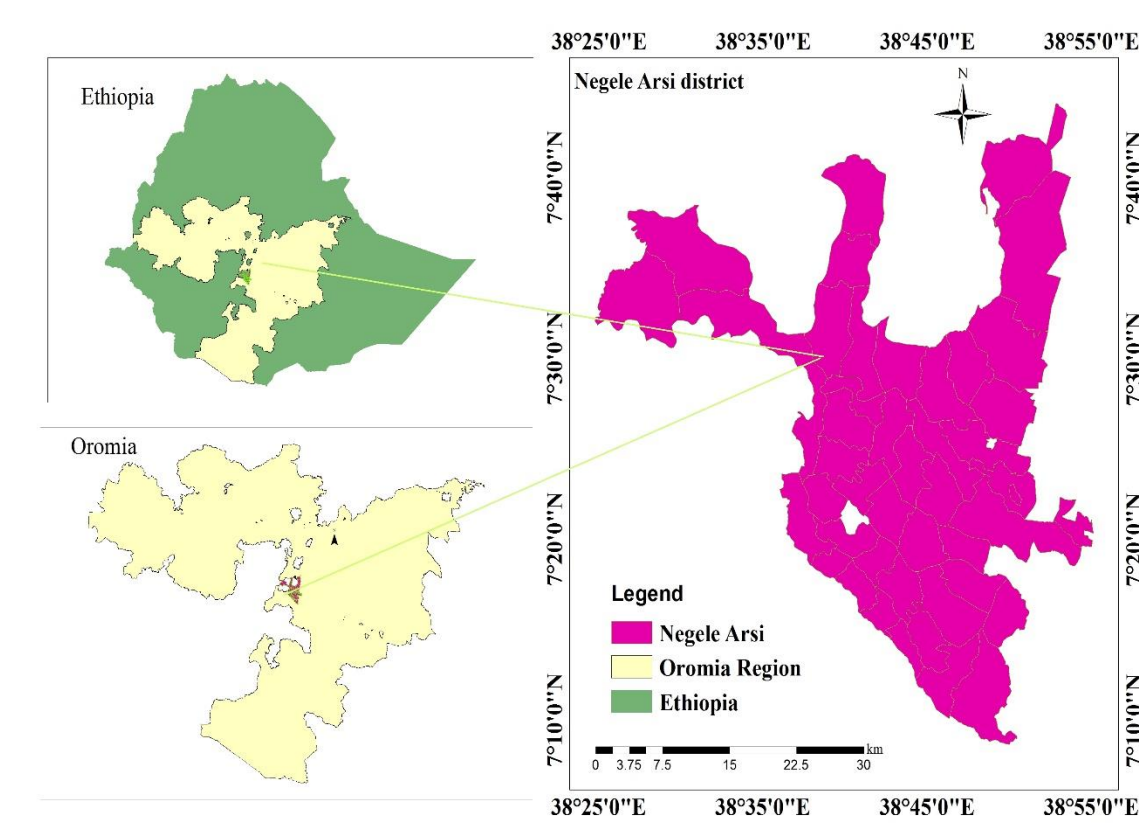 Ethiopia
Oromia
38°25'0"E 38°35'0"E 38°45'0"E 38°55'0"E
Negele Arsi district
N
7°40'0"N 7°40'0"N
7°30'0"N 7°30'0"N
7°20'0"N 7°20'0"N
7°10'0"N 7°10'0"N
Legend
Negele Arsi
Oromia Region
Ethiopia
km
0 3.75 7.5 15 22.5 30
38°25'0"E 38°35'0"E 38°45'0"E 38°55'0"E